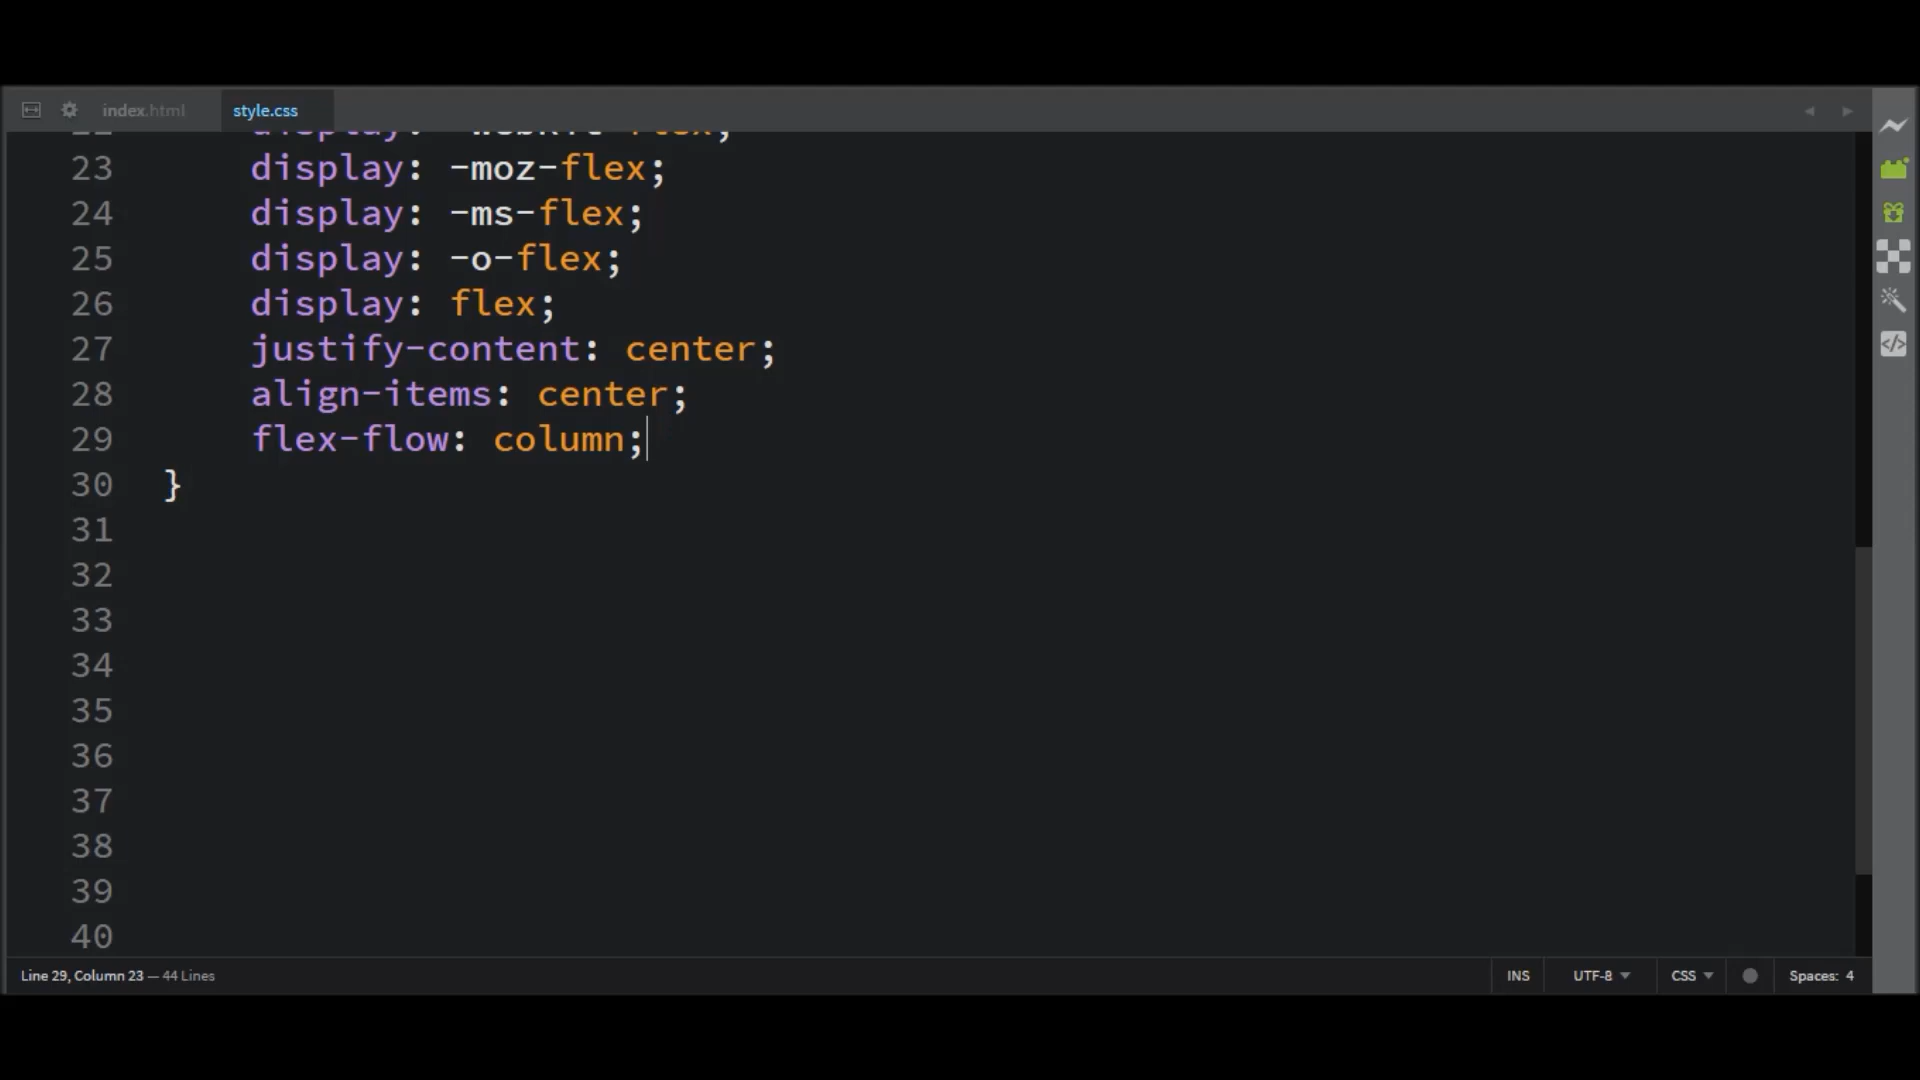 index.html
style.css
23 display: -moz-flex;
24 display: -ms-flex;
25 display: -o-flex;
26 display: flex;
27 justify-content: center;
28 align-items: center;
29 flex-flow: column;
30 }
31
32
33
34
35
36
37
38
39
40
Line 29, Column 23 — 44 Lines
INS
UTF-8
CSS
Spaces: 4